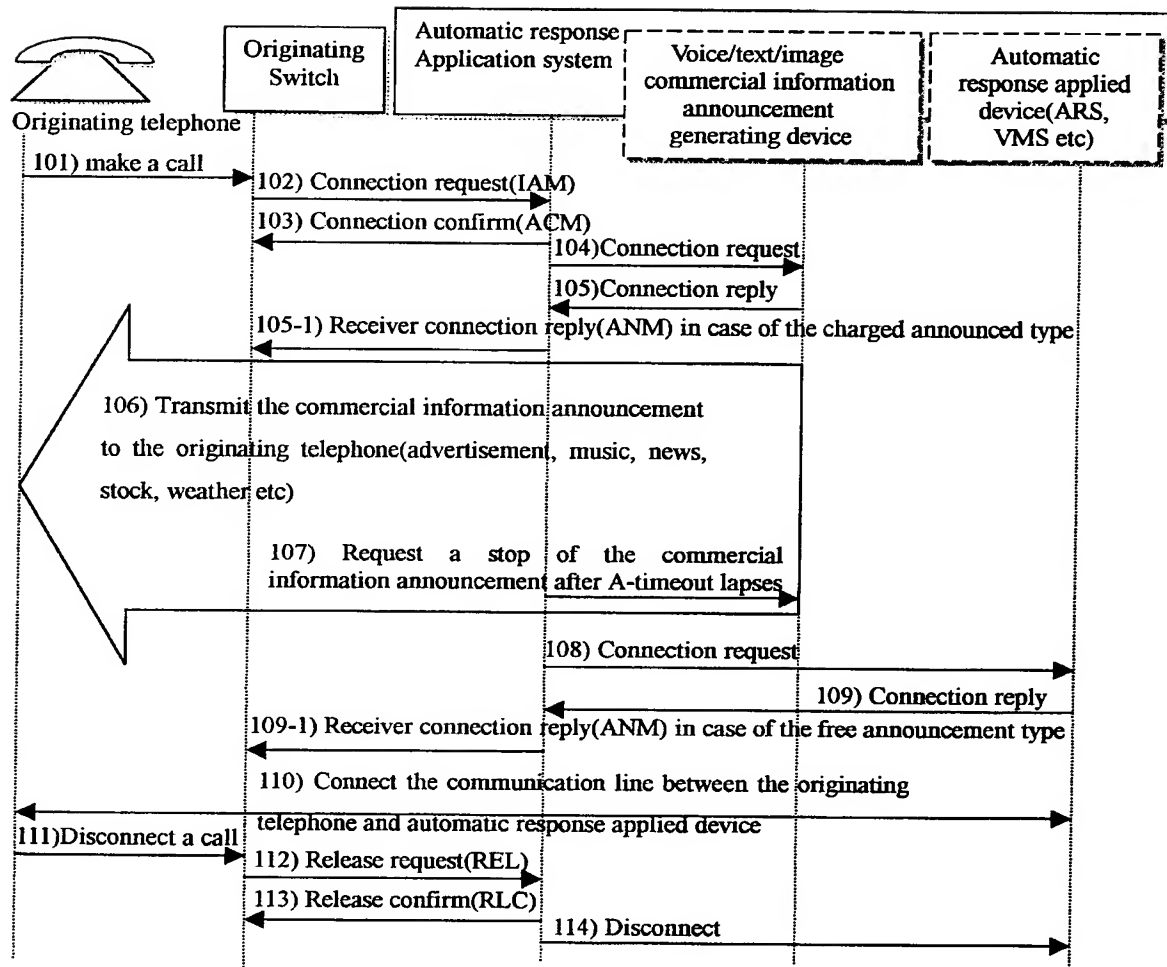 Originating telephone
Originating
Switch
Automatic response
Application system
Voice/text/image
commercial information
announcement
generating device
Automatic
response applied
device(ARS,
VMS etc)
101) make a call
102) Connection request(IAM)
103) Connection confirm(ACM)
104)Connection request
105)Connection reply
105-1) Receiver connection reply(ANM) in case of the charged announced type
106) Transmit the commercial information announcement
to the originating telephone(advertisement, music, news,
stock, weather etc)
107) Request a stop of the commercial
information announcement after A-timeout lapses
108) Connection request
109) Connection reply
109-1) Receiver connection reply(ANM) in case of the free announcement type
110) Connect the communication line between the originating
telephone and automatic response applied device
111)Disconnect a call
112) Release request(REL)
113) Release confirm(RLC)
114) Disconnect